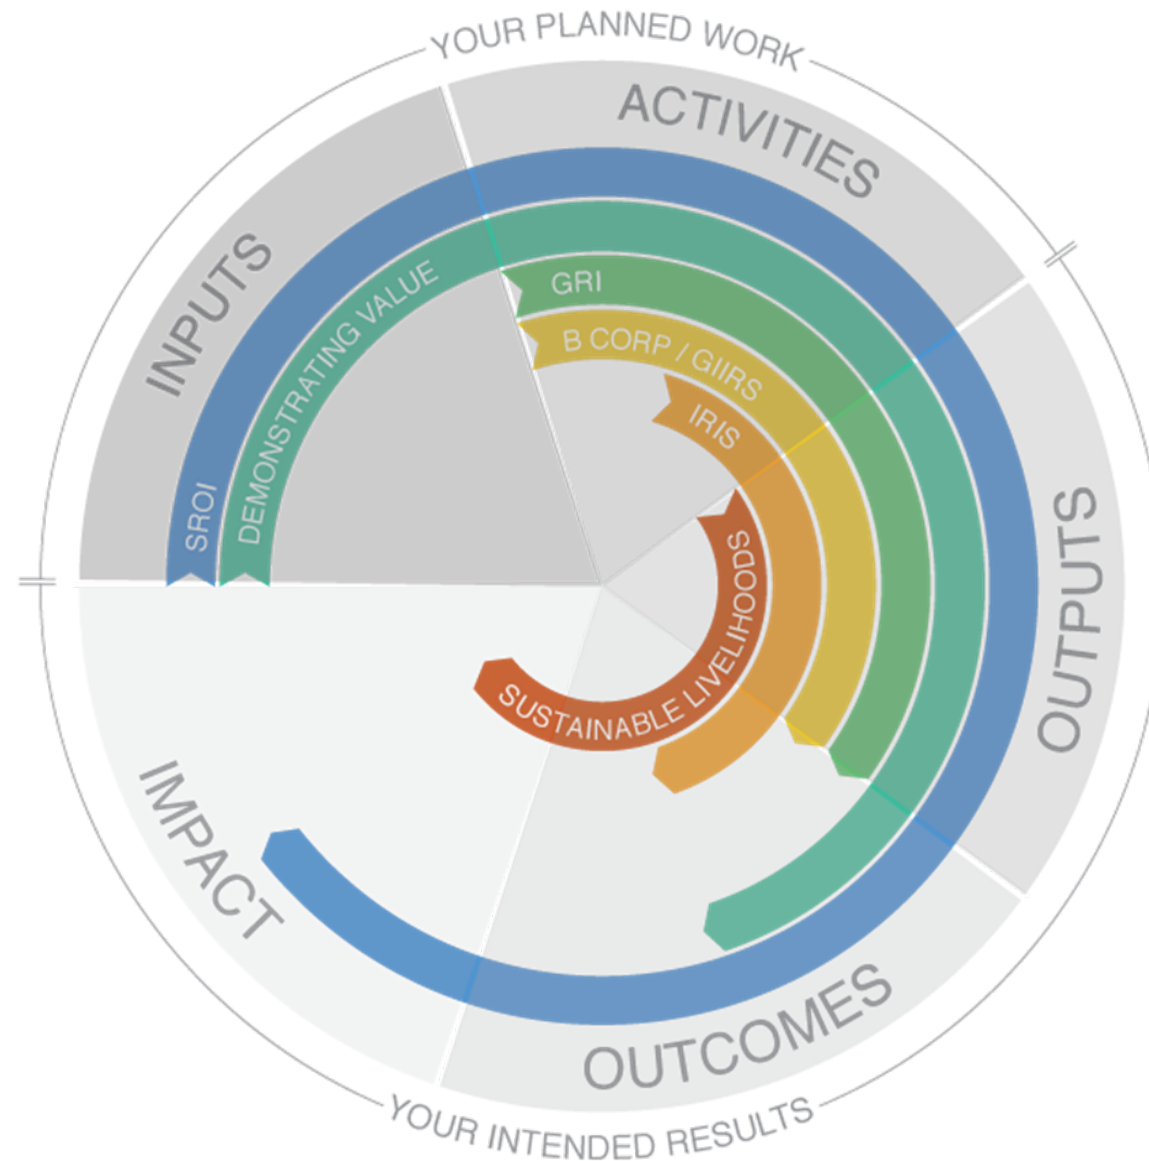 YOUR PLANNED WORK
INPUTS
ACTIVITIES
OUTPUTS
OUTCOMES
IMPACT
SROI
DEMONSTRATING VALUE
GRI
B CORP / GIIRS
IRIS
SUSTAINABLE LIVELIHOODS
YOUR INTENDED RESULTS